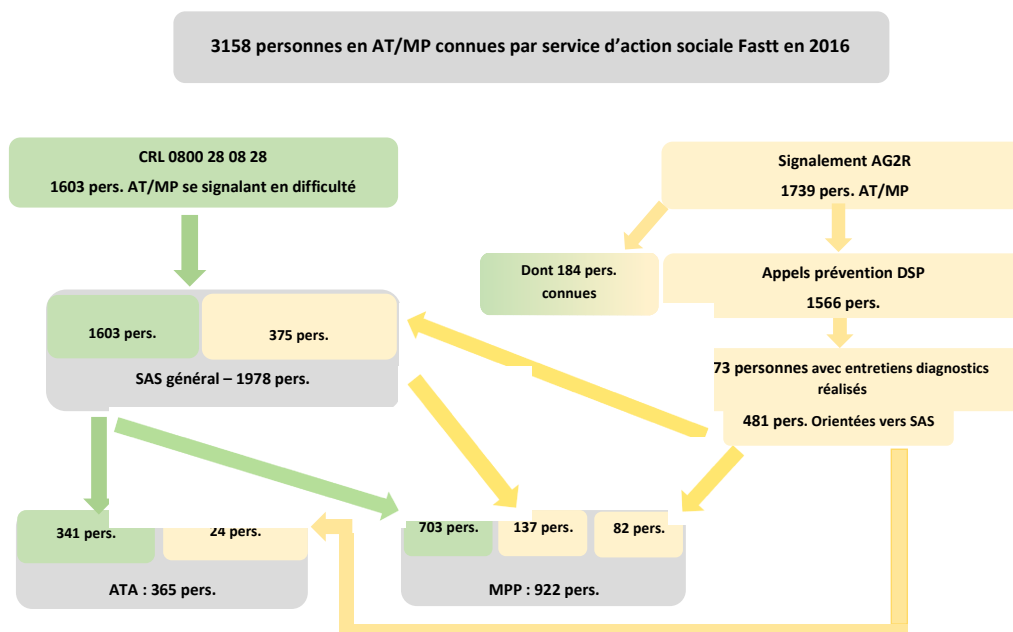 3158 personnes en AT/MP connues par service d'action sociale Fastt en 2016
CRL 0800 28 08 28
1603 pers. AT/MP se signalant en difficulté
Signalement AG2R
1739 pers. AT/MP
Dont 184 pers.
connues
Appels prévention DSP
1566 pers.
1603 pers.
375 pers.
SAS général – 1978 pers.
73 personnes avec entretiens diagnostics
réalisés
481 pers. Orientées vers SAS
341 pers.
24 pers.
ATA : 365 pers.
703 pers.
137 pers.
82 pers.
MPP : 922 pers.